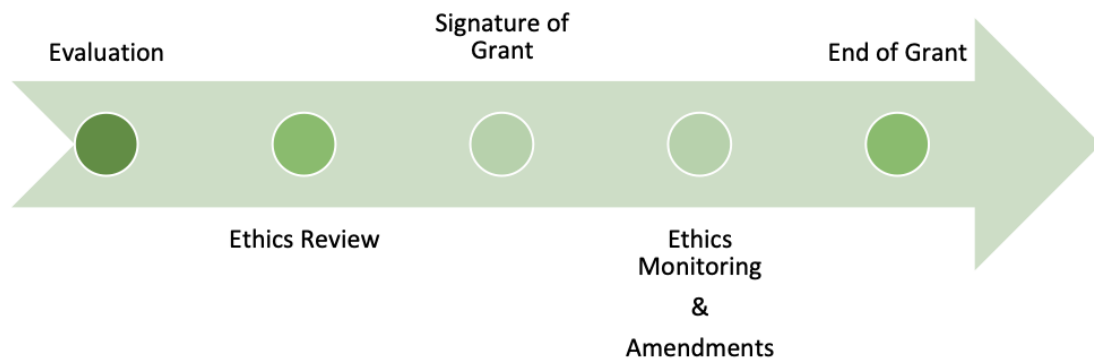 Evaluation
Ethics Review
Signature of
Grant
Ethics
Monitoring
&
Amendments
End of Grant